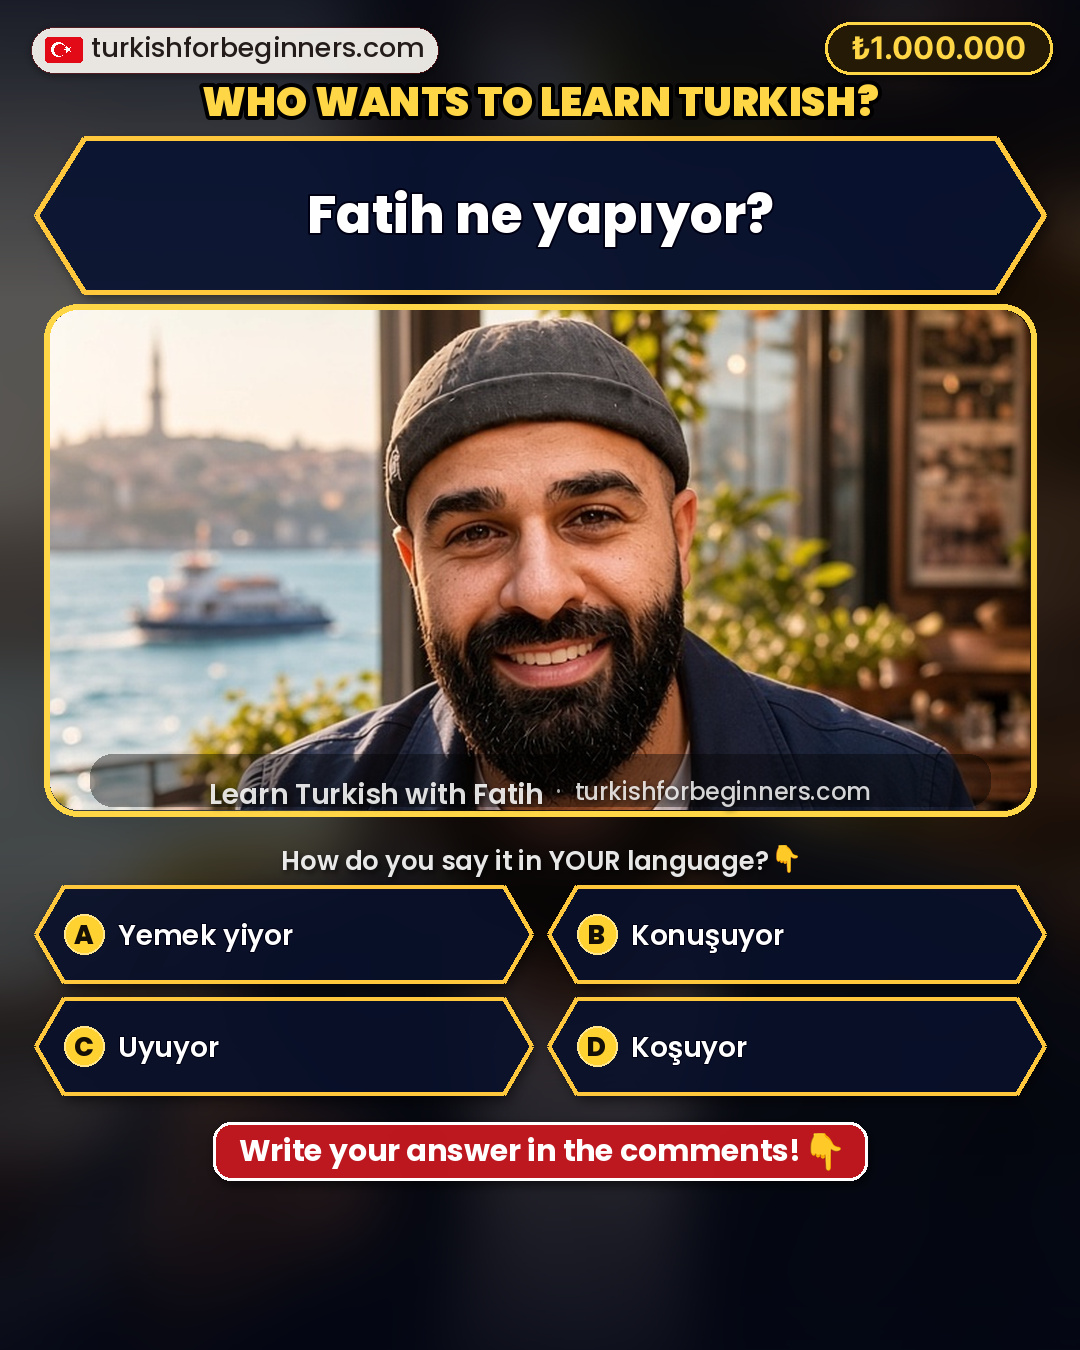 turkishforbeginners.com
₺1.000.000
WHO WANTS TO LEARN TURKISH?
Fatih ne yapıyor?
Learn Turkish with Fatih · turkishforbeginners.com
How do you say it in YOUR language?👇
A Yemek yiyor
B Konuşuyor
C Uyuyor
D Koşuyor
Write your answer in the comments! 👇